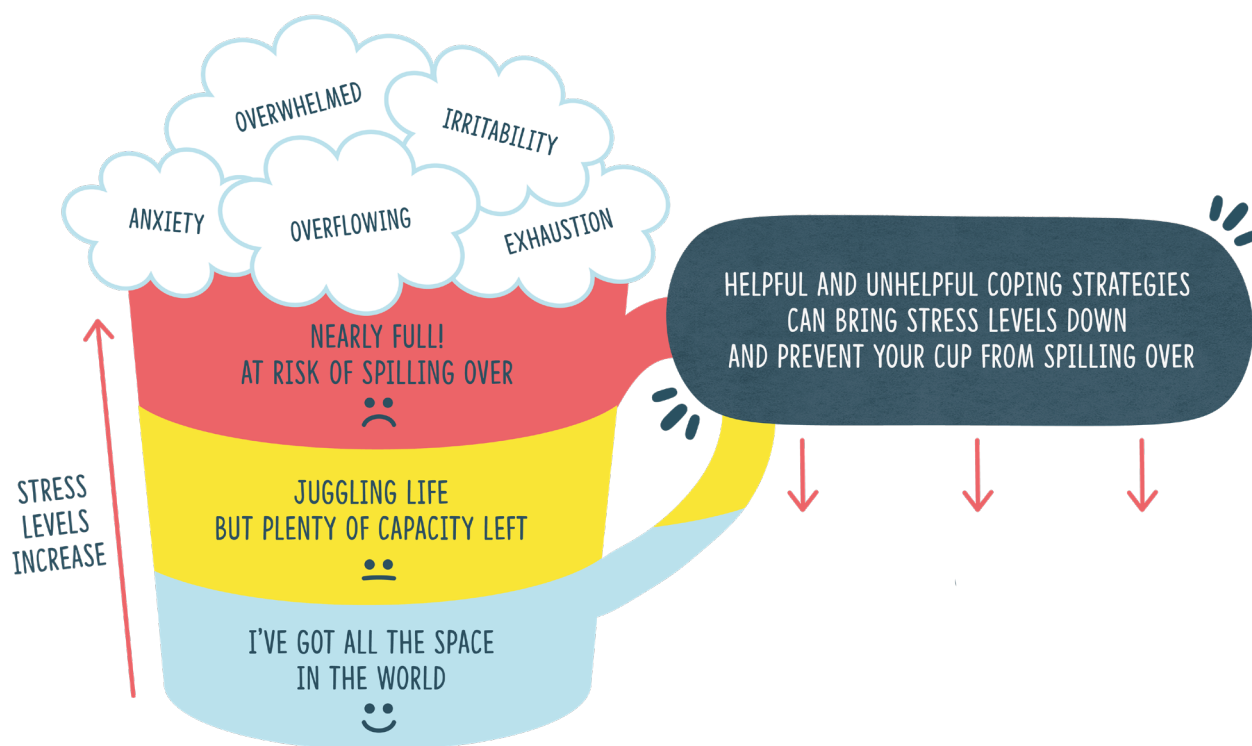 OVERWHELMED
IRRITABILITY
ANXIETY
OVERFLOWING
EXHAUSTION
NEARLY FULL!
AT RISK OF SPILLING OVER
JUGGLING LIFE
BUT PLENTY OF CAPACITY LEFT
I'VE GOT ALL THE SPACE
IN THE WORLD
STRESS
LEVELS
INCREASE
HELPFUL AND UNHELPFUL COPING STRATEGIES
CAN BRING STRESS LEVELS DOWN
AND PREVENT YOUR CUP FROM SPILLING OVER